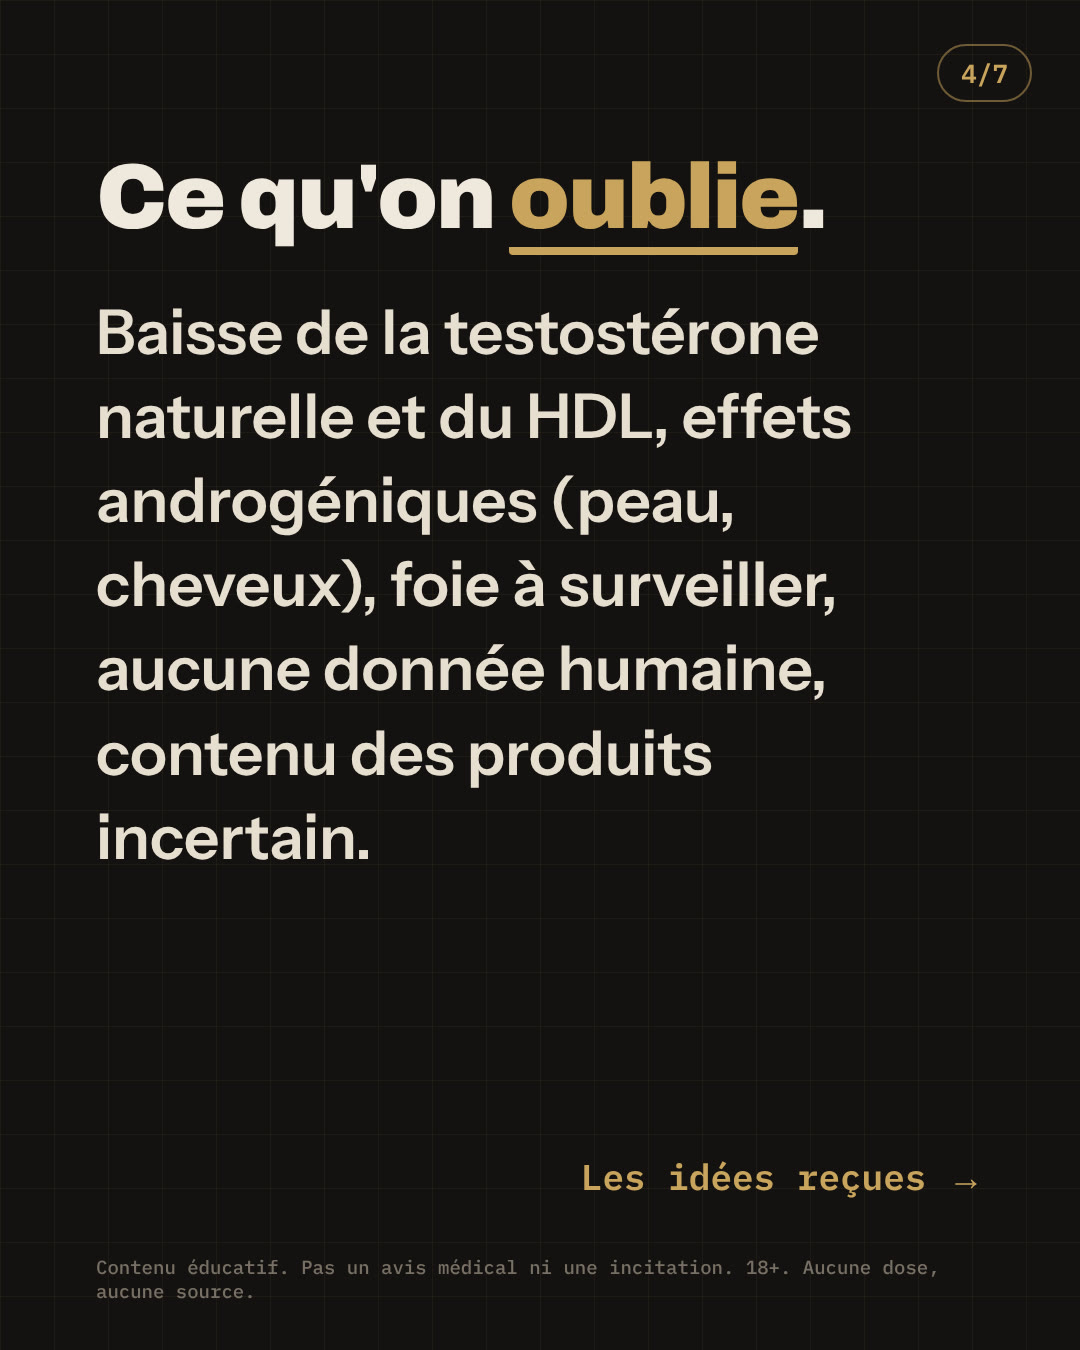 4/7
Ce qu'on oublie.
Baisse de la testostérone
naturelle et du HDL, effets
androgéniques (peau,
cheveux), foie à surveiller,
aucune donnée humaine,
contenu des produits
incertain.
Les idées reçues →
Contenu éducatif. Pas un avis médical ni une incitation. 18+. Aucune dose,
aucune source.